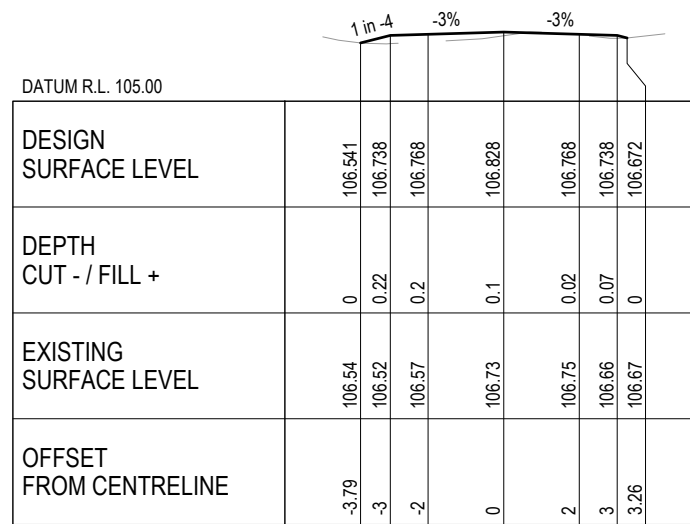 1 in -4 -3% -3%
DATUM R.L. 105.00
DESIGN
SURFACE LEVEL
106.541 106.738 106.768 106.828 106.768 106.738 106.672
DEPTH
CUT - / FILL +
0 0.22 0.2 0.1 0.02 0.07 0
EXISTING
SURFACE LEVEL
106.54 106.52 106.57 106.73 106.75 106.66 106.67
OFFSET
FROM CENTRELINE
-3.79 -3 -2 0 2 3 3.26